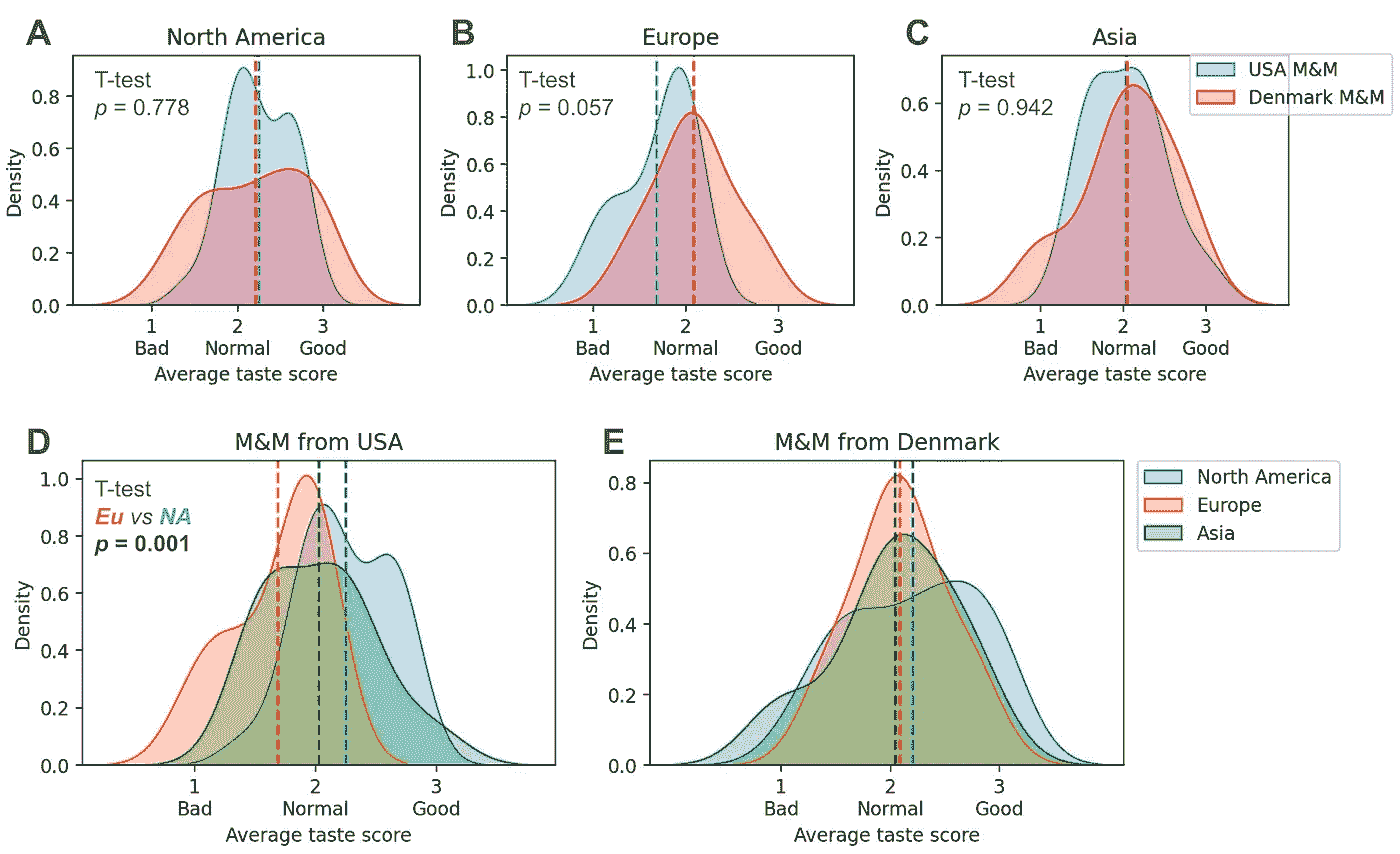 A
North America
T-test
p = 0.778
Density
0.8
0.6
0.4
0.2
0.0
1 2 3
Bad Normal Good
Average taste score
B
Europe
T-test
p = 0.057
Density
1.0
0.8
0.6
0.4
0.2
0.0
1 2 3
Bad Normal Good
Average taste score
C
Asia
T-test
p = 0.942
Density
0.6
0.4
0.2
0.0
1 2 3
Bad Normal Good
Average taste score
USA M&M
Denmark M&M
D
M&M from USA
T-test
Eu vs NA
p = 0.001
Density
1.0
0.8
0.6
0.4
0.2
0.0
1 2 3
Bad Normal Good
Average taste score
E
M&M from Denmark
Density
0.8
0.6
0.4
0.2
0.0
1 2 3
Bad Normal Good
Average taste score
North America
Europe
Asia